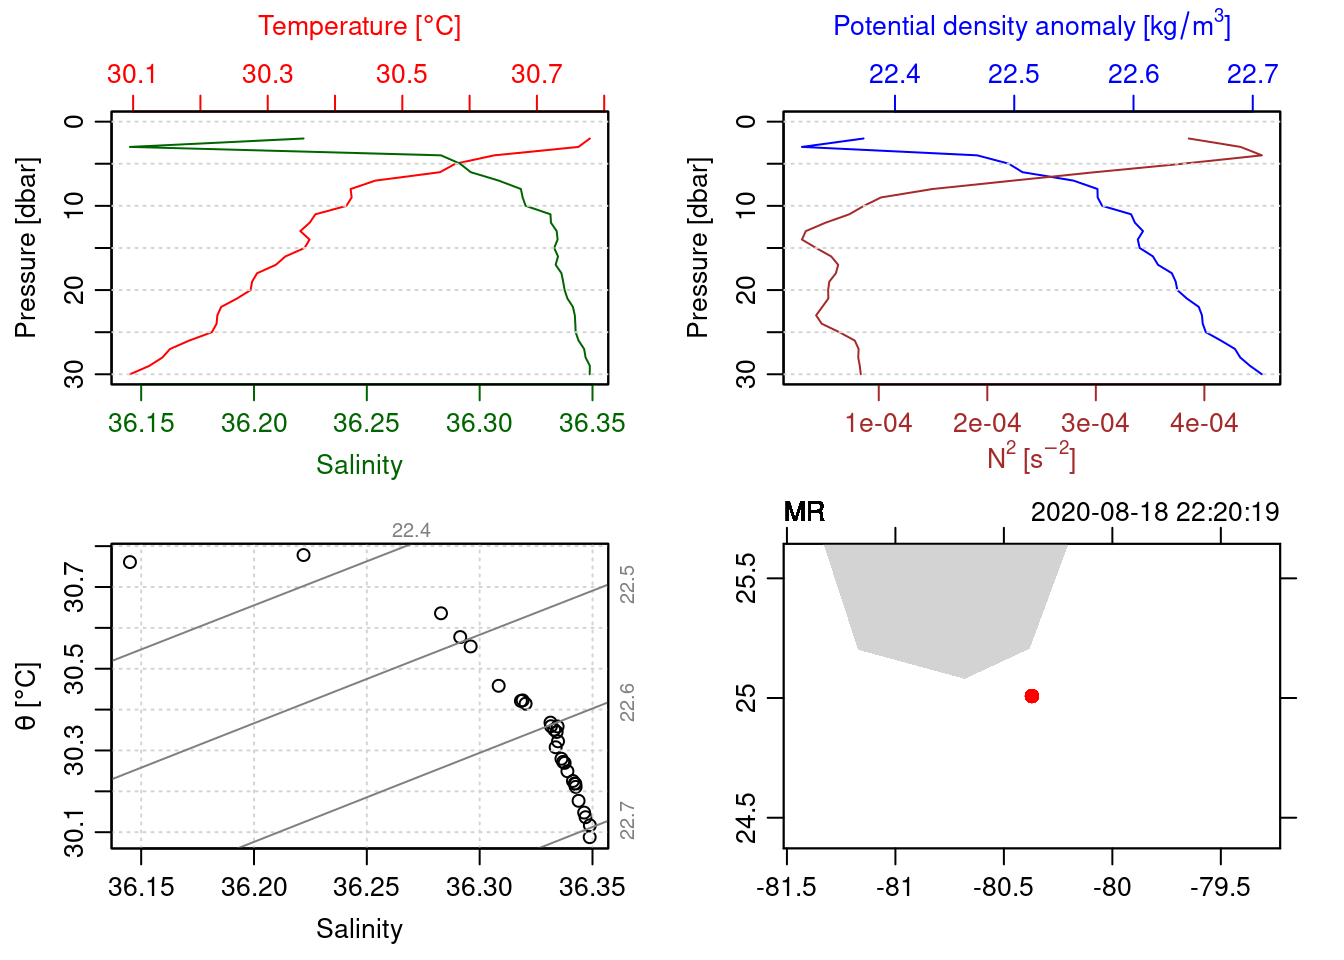 Temperature [°C]
30.1 30.3 30.5 30.7
Pressure [dbar]
0 10 20 30
36.15 36.20 36.25 36.30 36.35
Salinity
Potential density anomaly [kg/m³]
22.4 22.5 22.6 22.7
Pressure [dbar]
0 10 20 30
1e-04 2e-04 3e-04 4e-04
N² [s⁻²]
22.4
22.5
22.6
22.7
θ [°C]
30.1 30.3 30.5 30.7
36.15 36.20 36.25 36.30 36.35
Salinity
MR 2020-08-18 22:20:19
25.5
25
24.5
-81.5 -81 -80.5 -80 -79.5